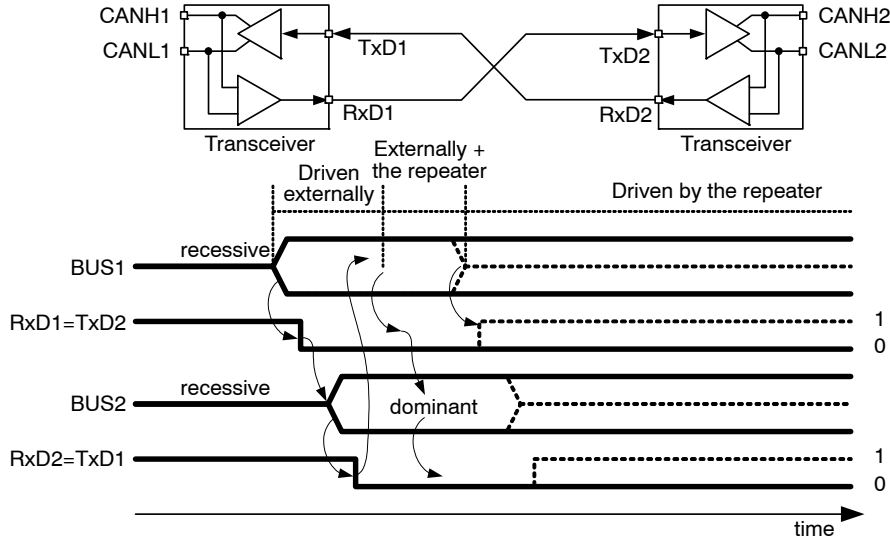 CANH1
CANL1
TxD1
RxD1
Transceiver
TxD2
RxD2
Transceiver
CANH2
CANL2
Driven
externally
Externally +
the repeater
Driven by the repeater
recessive
BUS1
RxD1=TxD2
1
0
recessive
BUS2
dominant
RxD2=TxD1
1
0
time